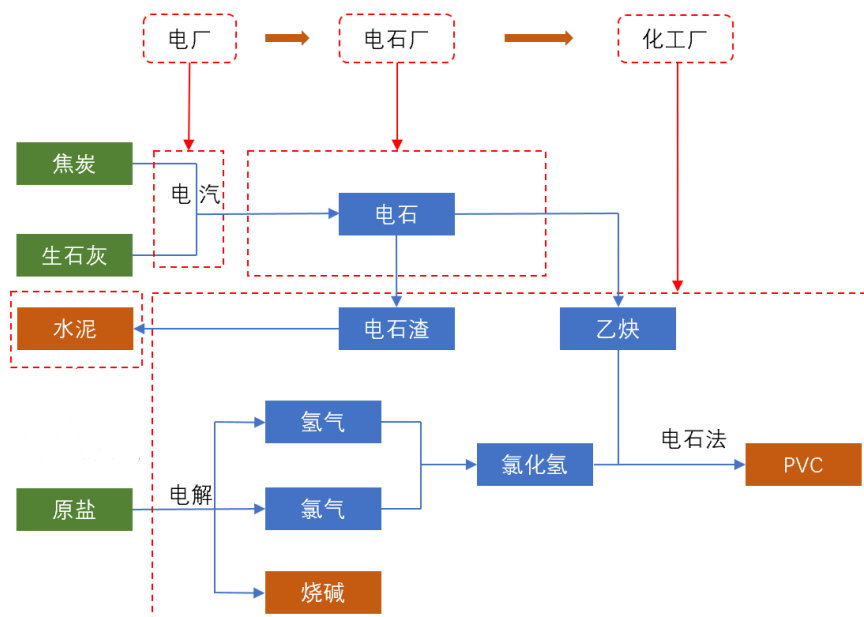 电厂
电石厂
化工厂
焦炭
电 汽
电石
生石灰
水泥
电石渣
乙炔
氢气
电石法
氯化氢
PVC
原盐
电解
氯气
烧碱